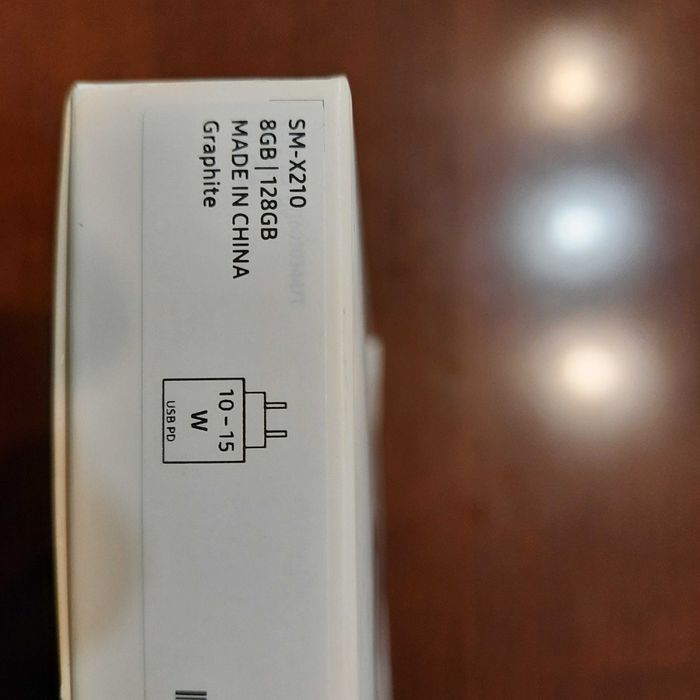 SM-X210
8GB | 128GB
MADE IN CHINA
Graphite
10 – 15
W
USB PD